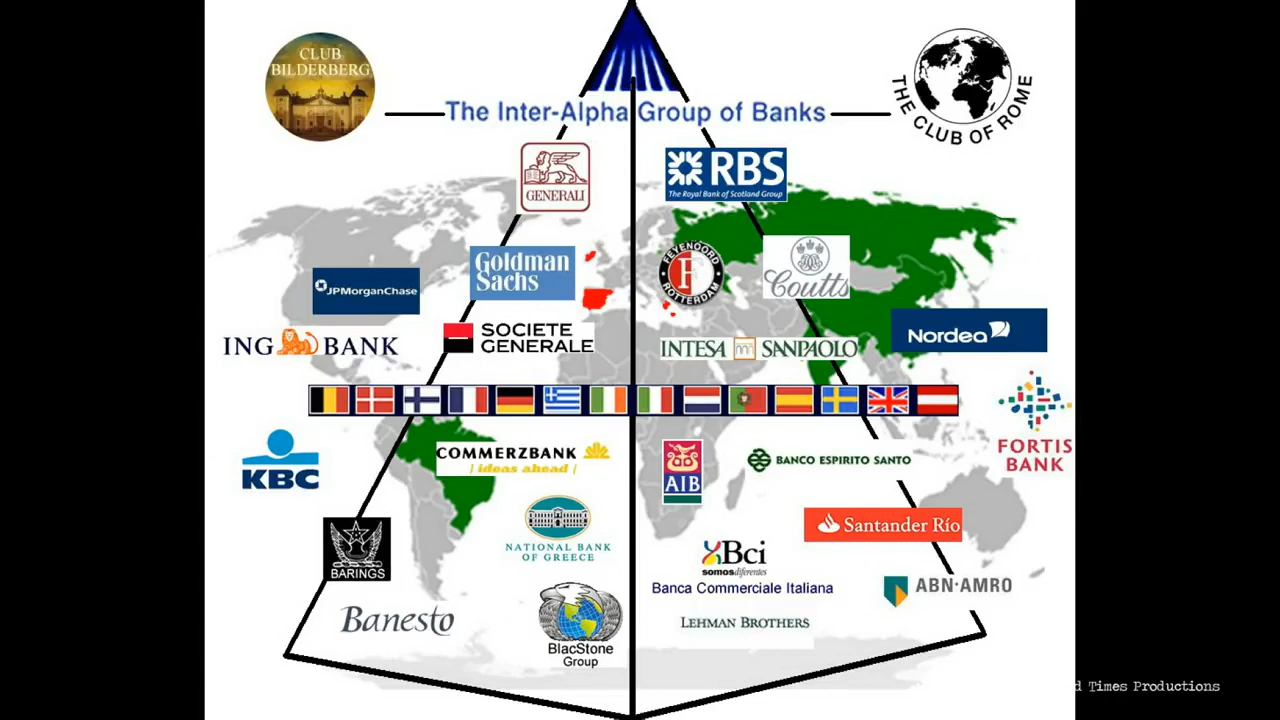 CLUB
BILDERBERG
THE CLUB OF ROME
The Inter-Alpha Group of Banks
GENERALI
RBS
The Royal Bank of Scotland Group
Goldman
Sachs
FEYENOORD
ROTTERDAM
F
Coutts
JPMorganChase
ING BANK
SOCIETE
GENERALE
INTESA SANPAOLO
Nordea
KBC
COMMERZBANK
ideas ahead
AIB
BANCO ESPIRITO SANTO
FORTIS
BANK
BARINGS
NATIONAL BANK
OF GREECE
Santander Río
Bci
somosdiferentes
Banca Commerciale Italiana
ABN·AMRO
Banesto
BlacStone
Group
LEHMAN BROTHERS
d Times Productions